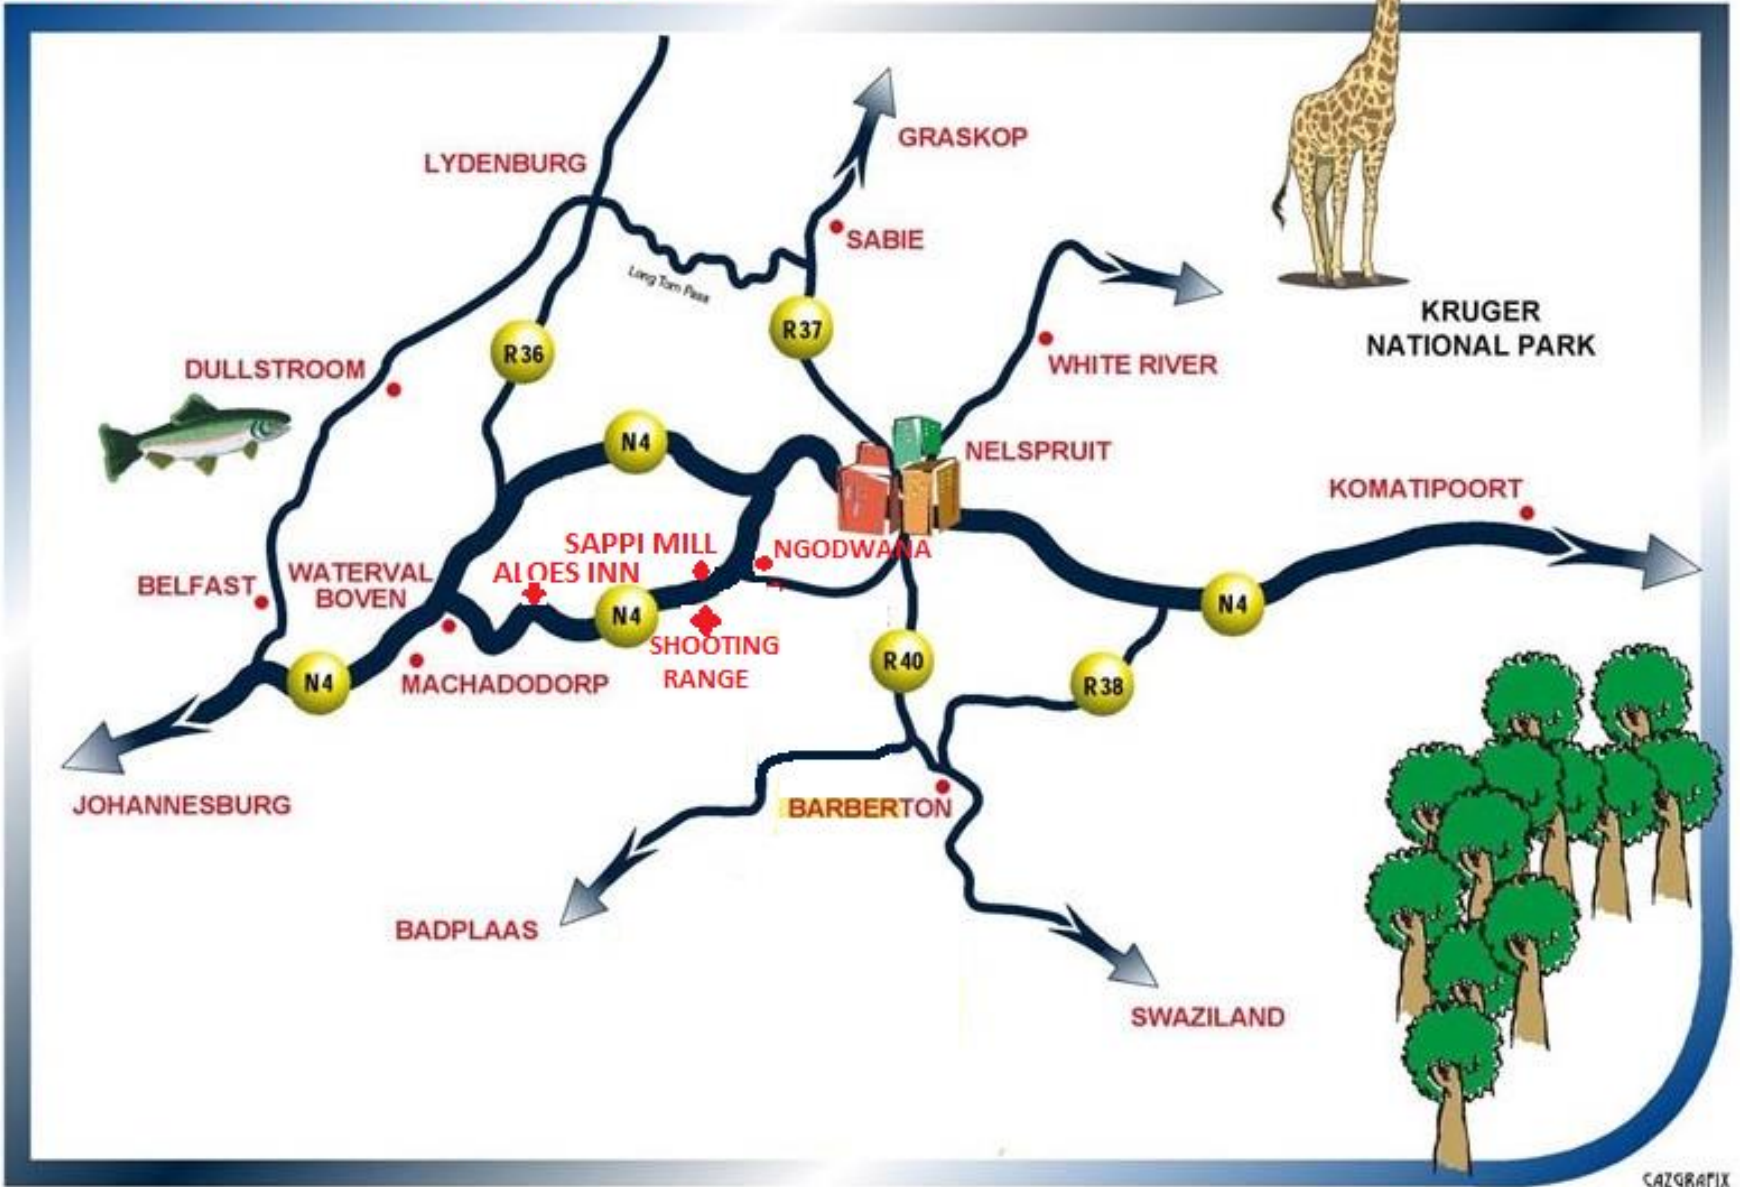 GRASKOP
LYDENBURG
SABIE
Long Tom Pass
KRUGER
NATIONAL PARK
R37
R36
DULLSTROOM
WHITE RIVER
N4
NELSPRUIT
KOMATIPOORT
SAPPI MILL
NGODWANA
ALOES INN
WATERVAL
BOVEN
BELFAST
N4
N4
SHOOTING
RANGE
R40
N4
MACHADODORP
R38
JOHANNESBURG
BARBERTON
BADPLAAS
SWAZILAND
CAZGRAFIX